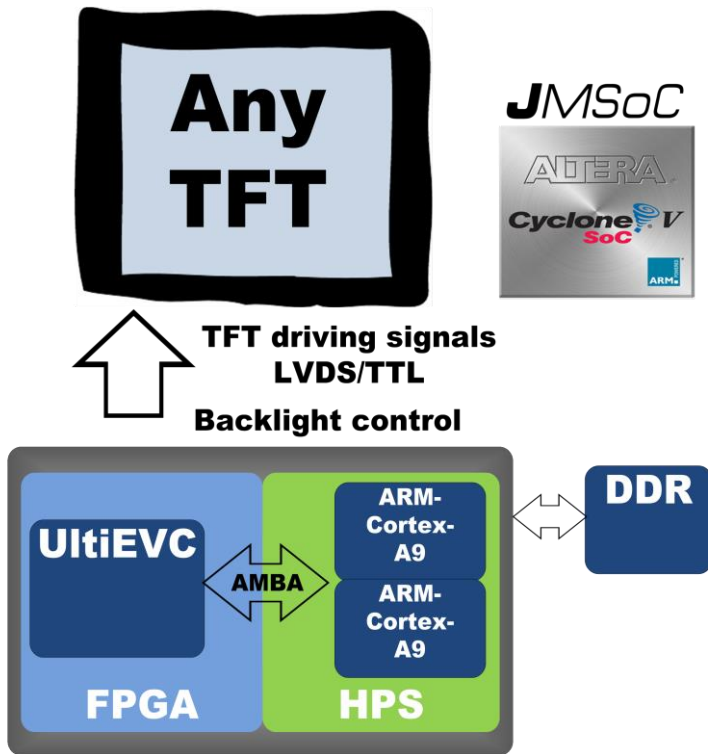 Any
TFT
JMSoC
ALTERA
Cyclone V
SoC
ARM
POWERED
TFT driving signals
LVDS/TTL
Backlight control
UltiEVC
AMBA
ARM-
Cortex-
A9
ARM-
Cortex-
A9
FPGA
HPS
DDR